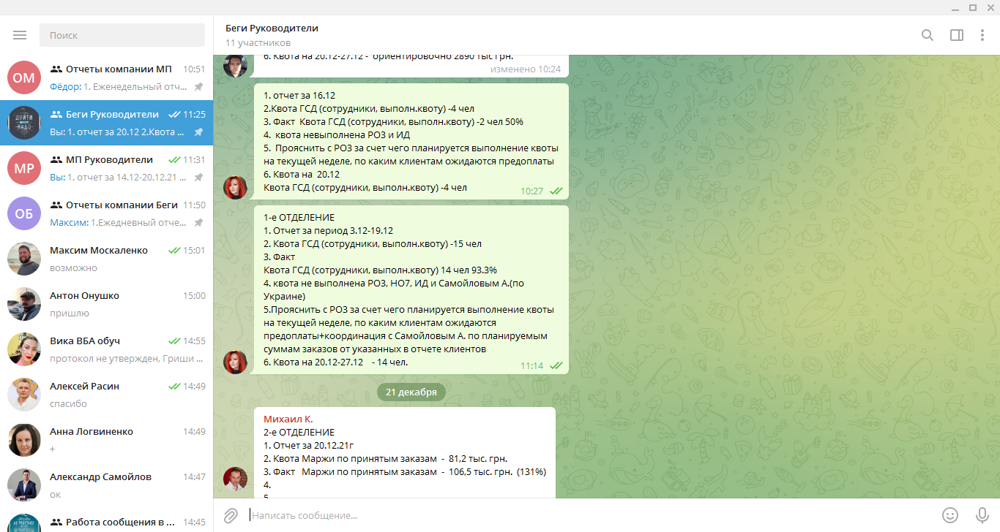 Поиск
ОМ
Отчеты компании МП
10:51
Фёдор: 1. Еженедельный отч...
ДОЙТИ
НАДО
Беги Руководители
11:25
Вы: 1. отчет за 20.12 2.Квота ...
МР
МП Руководители
11:31
Вы: 1. отчет за 14.12-20.12.21 ...
ОБ
Отчеты компании Беги
11:50
Максим: 1.Ежедневный отче...
Максим Москаленко
15:01
возможно
Антон Онушко
15:00
пришлю
Вика ВБА обуч
14:55
протокол не утвержден, Гриши ...
Алексей Расин
14:49
спасибо
Анна Логвиненко
14:49
+
Александр Самойлов
14:47
ок
НЕ РАБОТАЮТ
Работа сообщения в ...
14:45
Беги Руководители
11 участников
6. Квота на 20.12-27.12 - ориентировочно 2890 тыс грн.
изменено 10:24
1. отчет за 16.12
2.Квота ГСД (сотрудники, выполн.квоту) -4 чел
3. Факт Квота ГСД (сотрудники, выполн.квоту) -2 чел 50%
4. квота невыполнена РО3 и ИД
5. Прояснить с РО3 за счет чего планируется выполнение квоты
на текущей неделе, по каким клиентам ожидаются предоплаты
6. Квота на 20.12
Квота ГСД (сотрудники, выполн.квоту) -4 чел
10:27
1-е ОТДЕЛЕНИЕ
1. Отчет за период 3.12-19.12
2. Квота ГСД (сотрудники, выполн.квоту) -15 чел
3. Факт
Квота ГСД (сотрудники, выполн.квоту) 14 чел 93.3%
4. квота не выполнена РО3, НО7, ИД и Самойловым А.(по
Украине)
5.Прояснить с РО3 за счет чего планируется выполнение квоты
на текущей неделе, по каким клиентам ожидаются
предоплаты+координация с Самойловым А. по планируемым
суммам заказов от указанных в отчете клиентов
6. Квота на 20.12-27.12 - 14 чел.
11:14
21 декабря
Михаил К.
2-е ОТДЕЛЕНИЕ
1. Отчет за 20.12.21г
2. Квота Маржи по принятым заказам - 81,2 тыс. грн.
3. Факт Маржи по принятым заказам - 106,5 тыс. грн. (131%)
4.
5.
Написать сообщение...